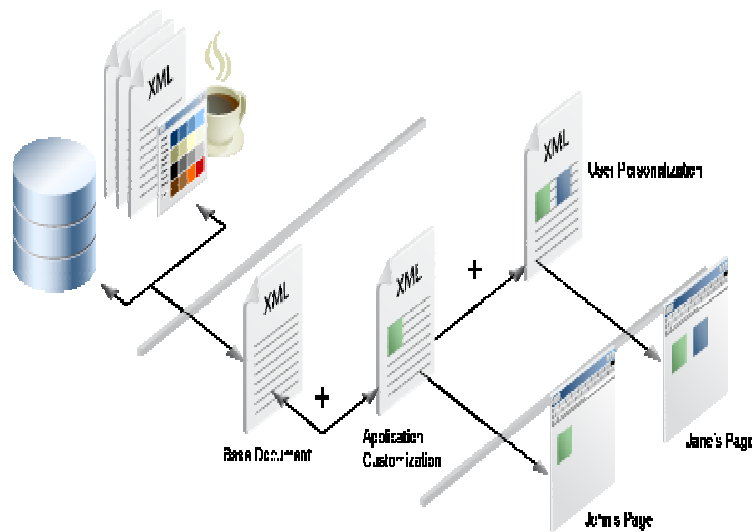 XML
XML
User Personalization
+
XML
XML
+
Base Document
Application
Customization
Jane's Page
John's Page